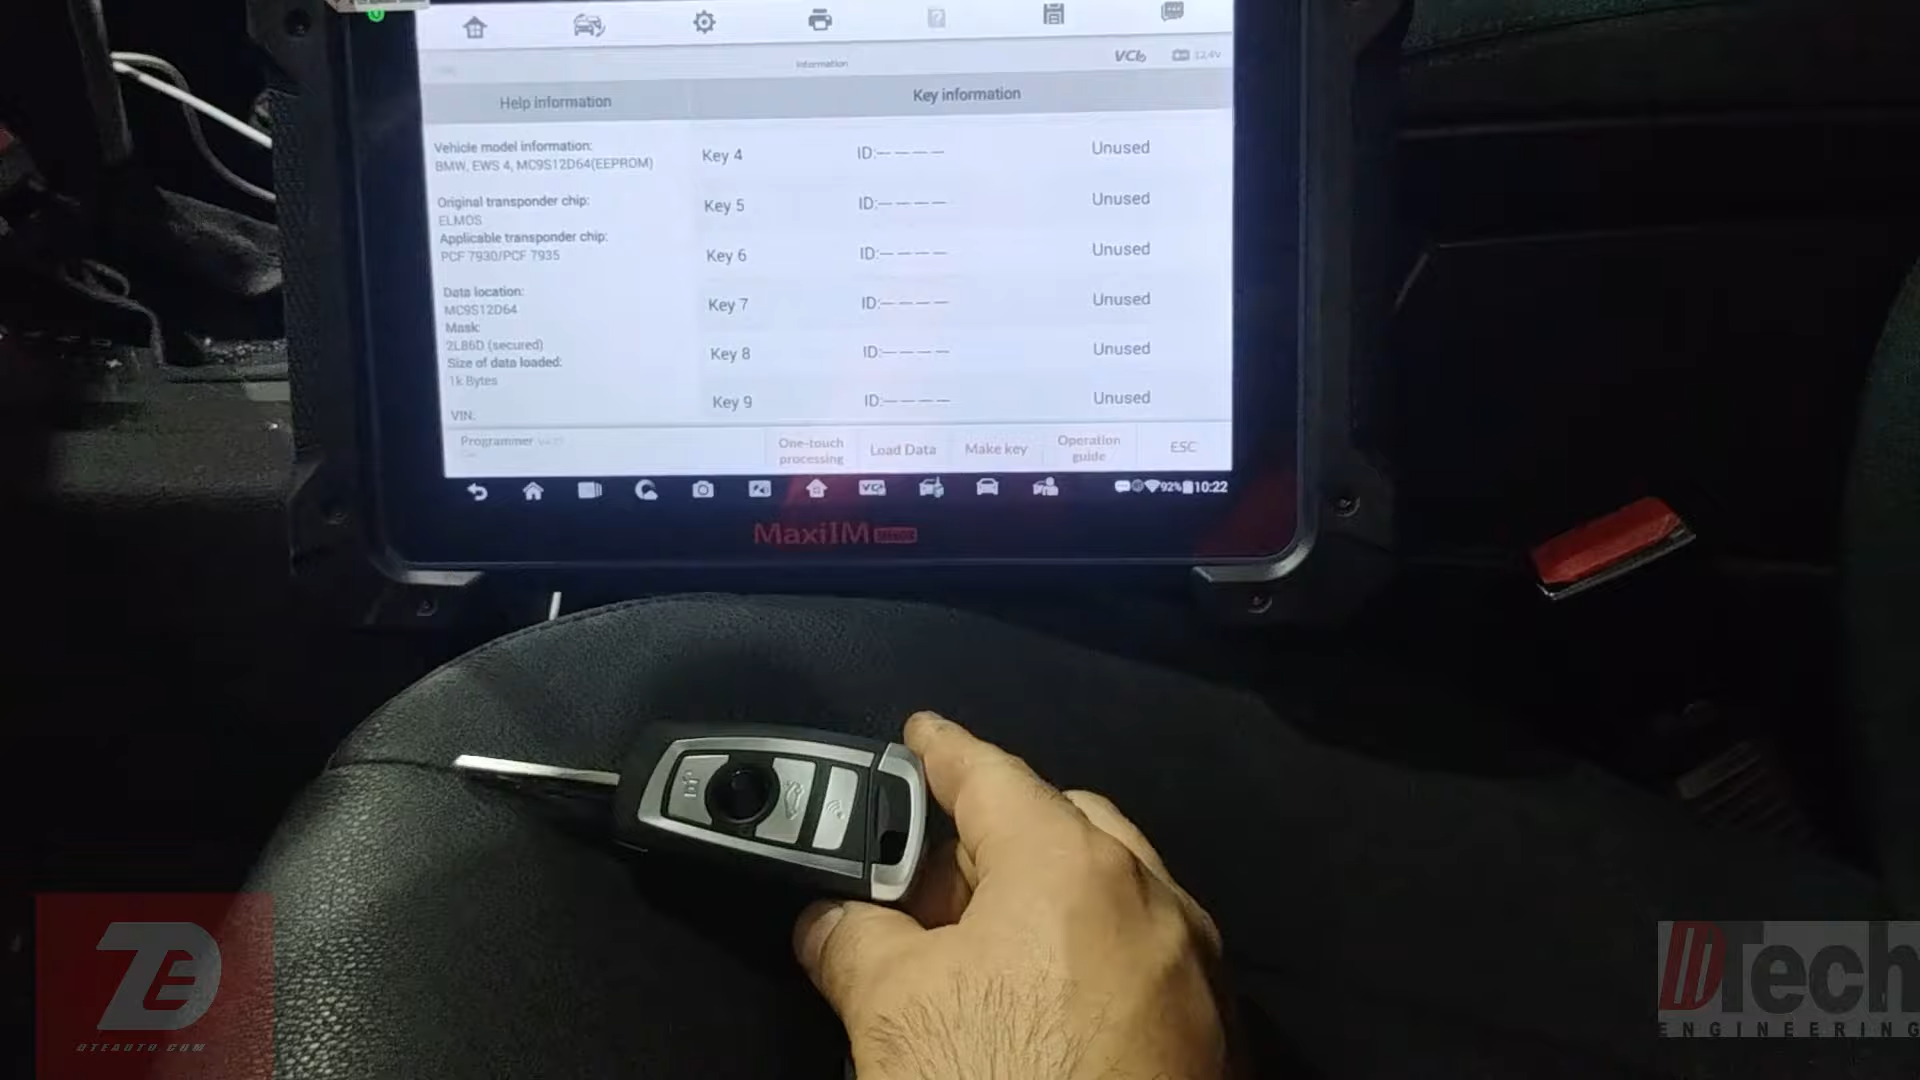 Information
VCI
12.4V
Help information
Key information
Vehicle model information:
BMW, EWS 4, MC9S12D64(EEPROM)
Original transponder chip:
ELMOS
Applicable transponder chip:
PCF 7930/PCF 7935
Data location:
MC9S12D64
Mask:
2L86D (secured)
Size of data loaded:
1k Bytes
VIN:
Key 4 ID:———— Unused
Key 5 ID:———— Unused
Key 6 ID:———— Unused
Key 7 ID:———— Unused
Key 8 ID:———— Unused
Key 9 ID:———— Unused
Programmer
One-touch
processing
Load Data
Make key
Operation
guide
ESC
92% 10:22
MaxiIM
DTEAUTO.COM
DTech
ENGINEERING